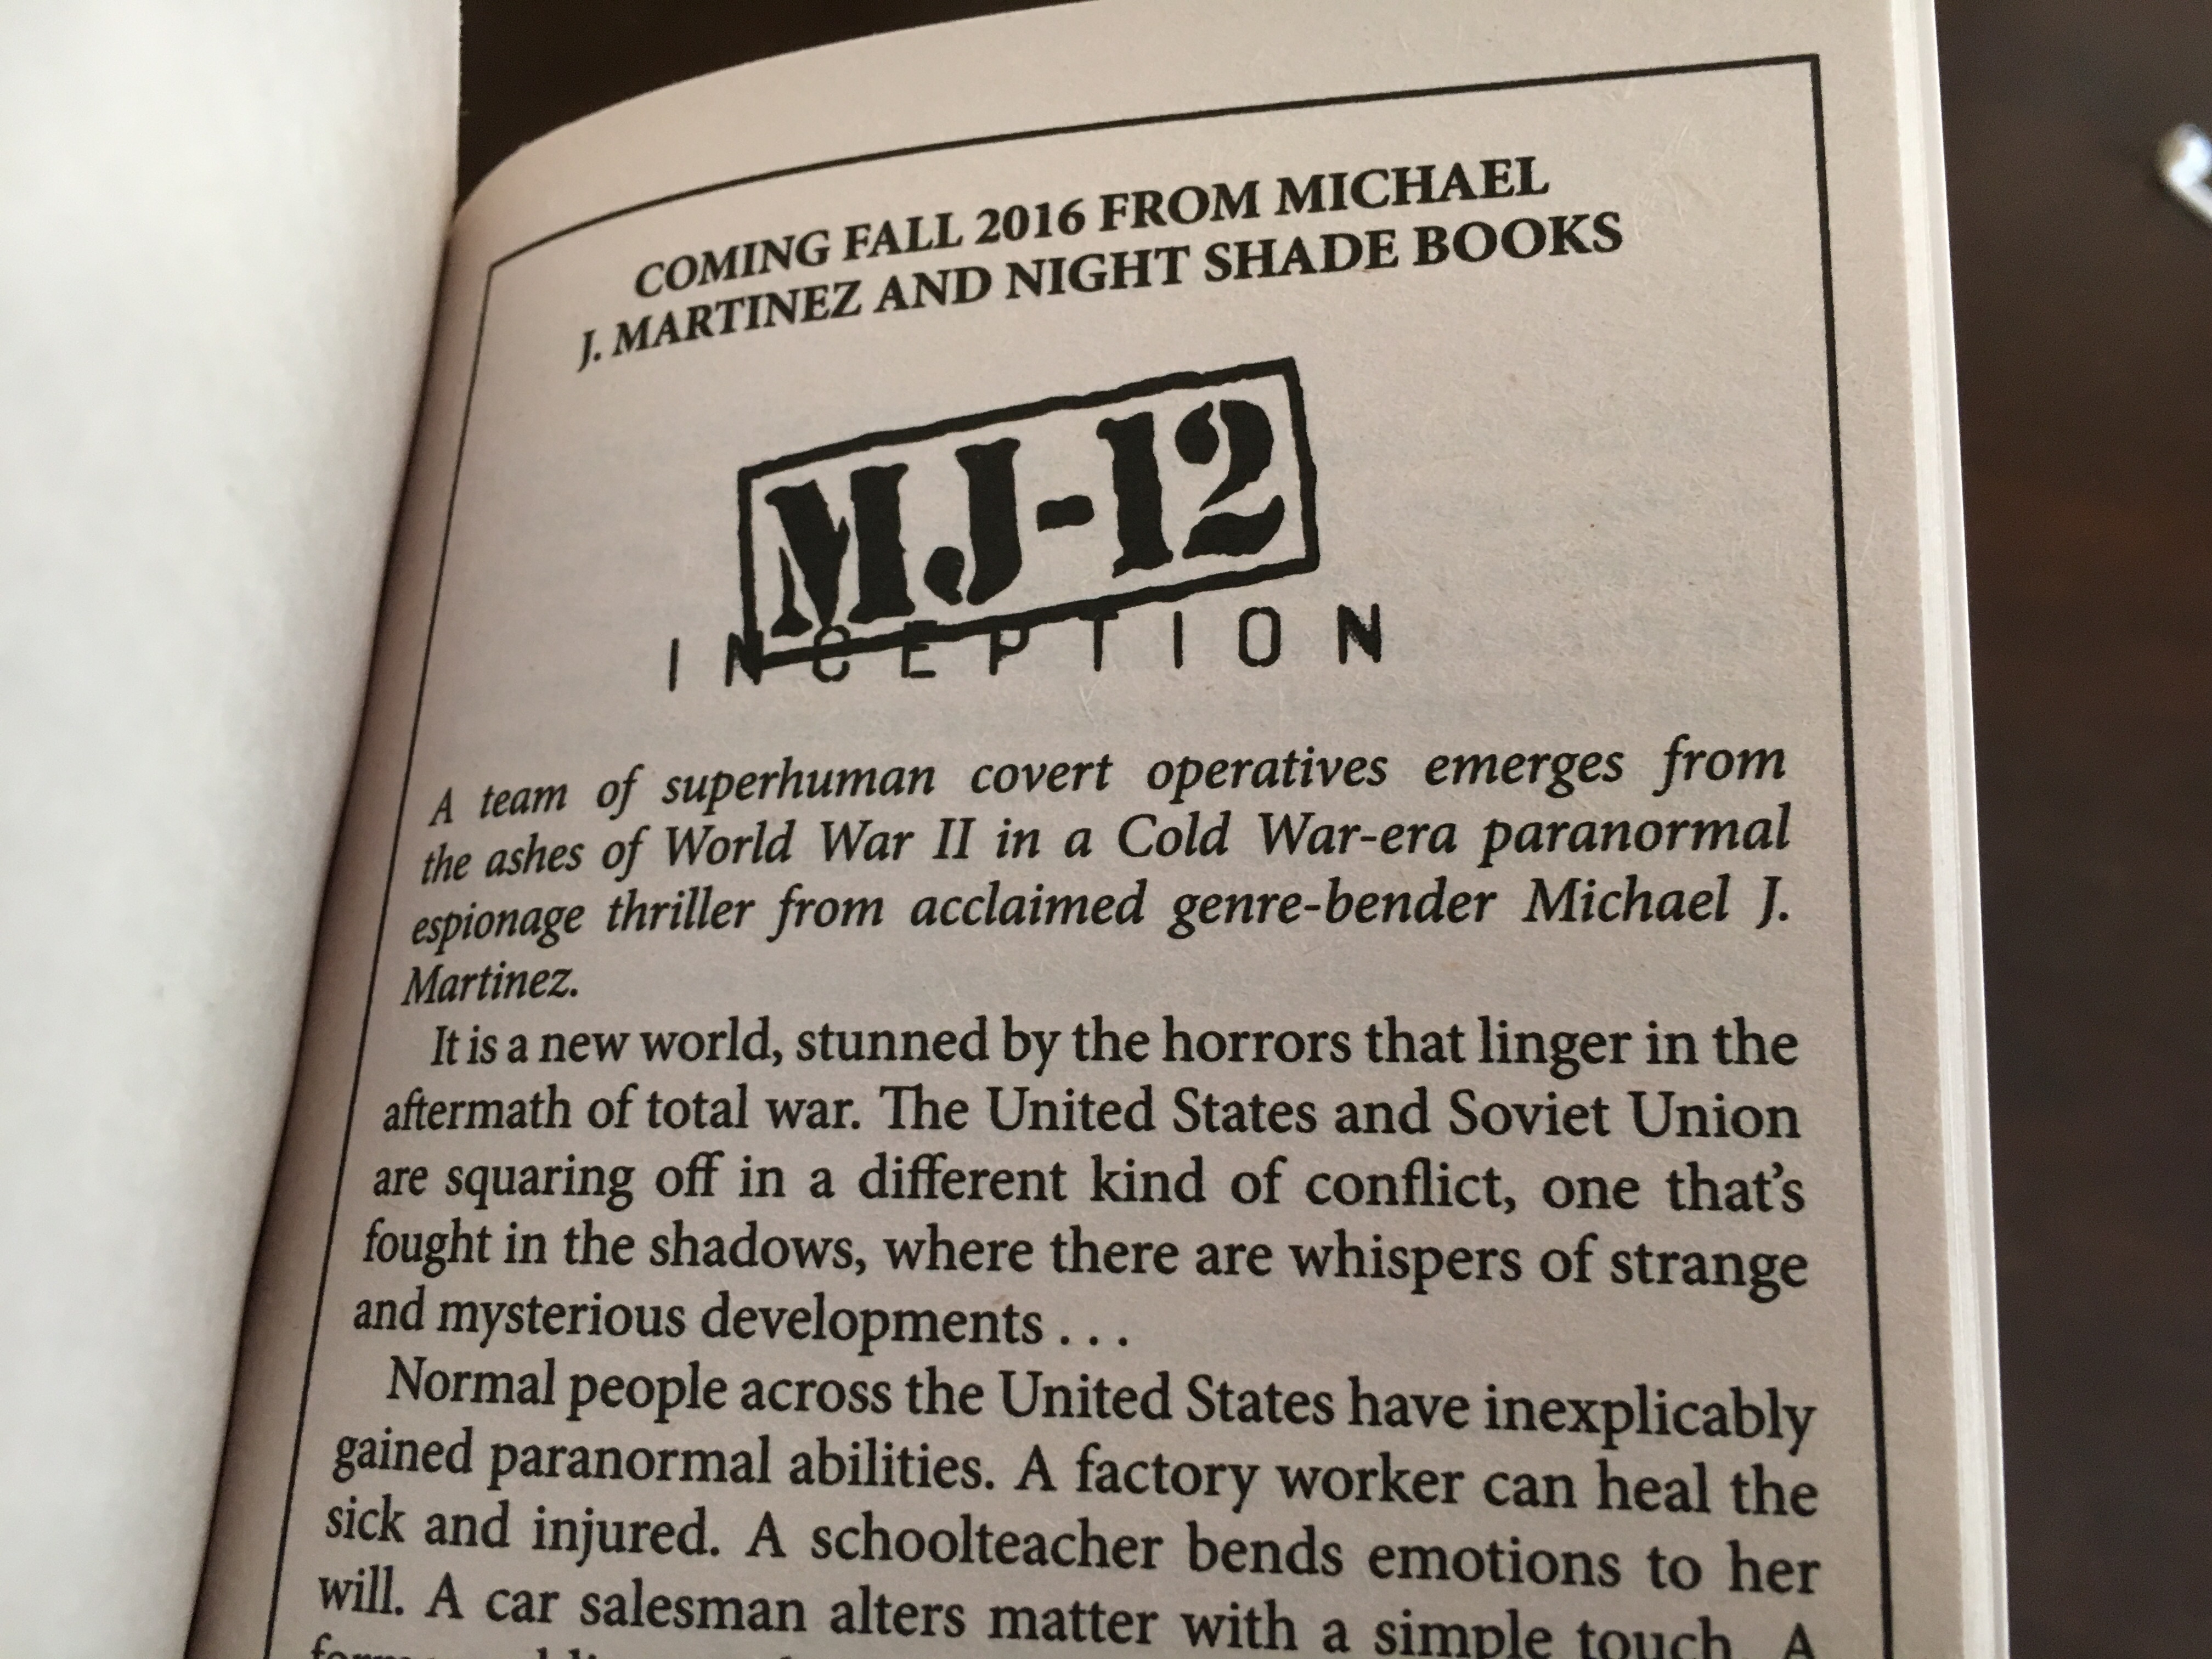 COMING FALL 2016 FROM MICHAEL
J. MARTINEZ AND NIGHT SHADE BOOKS
MJ-12
INCEPTION
A team of superhuman covert operatives emerges from
the ashes of World War II in a Cold War-era paranormal
espionage thriller from acclaimed genre-bender Michael J.
Martinez.
It is a new world, stunned by the horrors that linger in the
aftermath of total war. The United States and Soviet Union
are squaring off in a different kind of conflict, one that’s
fought in the shadows, where there are whispers of strange
and mysterious developments . . .
Normal people across the United States have inexplicably
gained paranormal abilities. A factory worker can heal the
sick and injured. A schoolteacher bends emotions to her
will. A car salesman alters matter with a simple touch. A